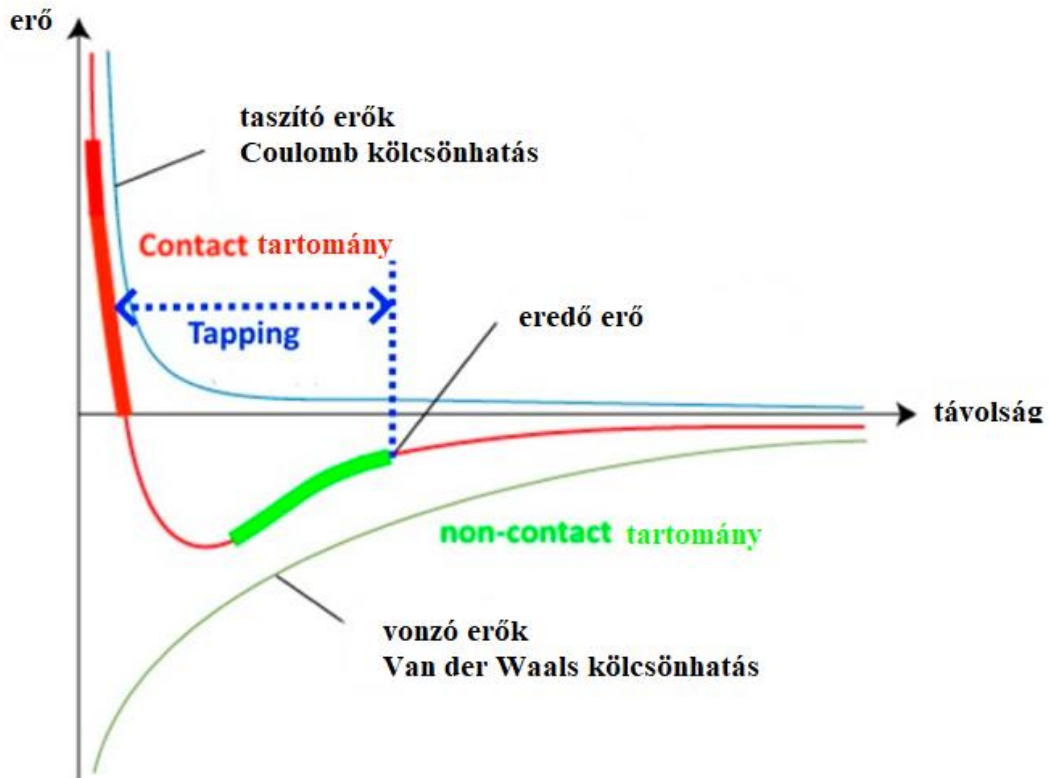 erő
taszító erők
Coulomb kölcsönhatás
Contact tartomány
Tapping
eredő erő
távolság
non-contact tartomány
vonzó erők
Van der Waals kölcsönhatás